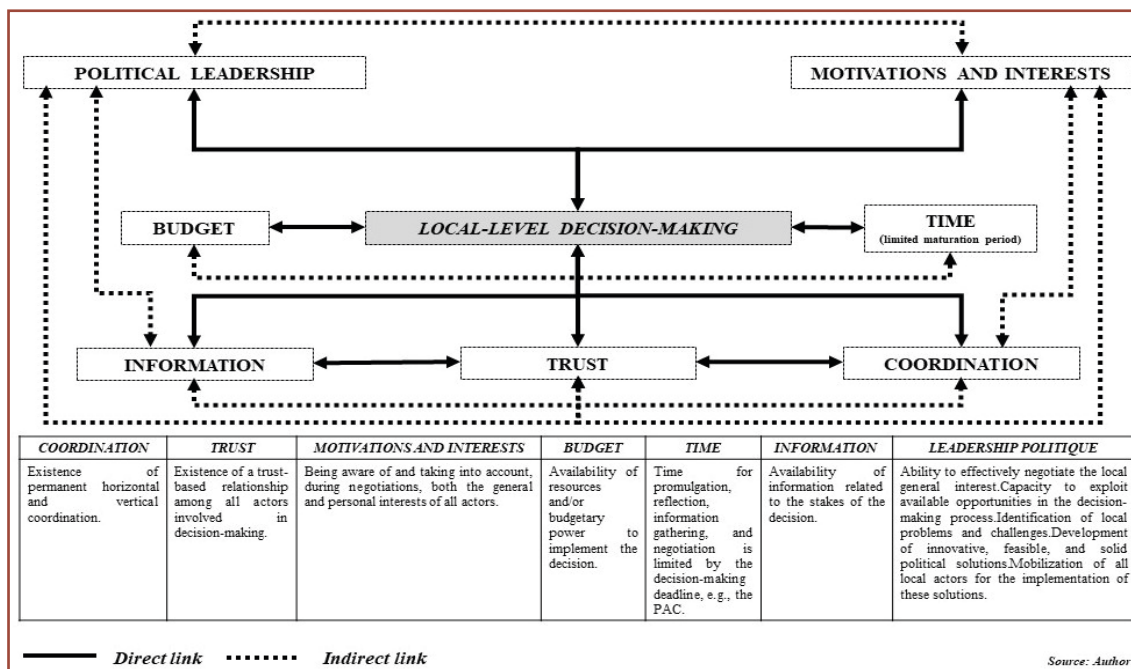 POLITICAL LEADERSHIP
MOTIVATIONS AND INTERESTS
BUDGET
LOCAL-LEVEL DECISION-MAKING
TIME
(limited maturation period)
INFORMATION
TRUST
COORDINATION
COORDINATION
Existence of
permanent horizontal
and vertical
coordination.
TRUST
Existence of a trust-
based relationship
among all actors
involved in
decision-making.
MOTIVATIONS AND INTERESTS
Being aware of and taking into account,
during negotiations, both the general
and personal interests of all actors.
BUDGET
Availability of
resources
and/or
budgetary
power to
implement the
decision.
TIME
Time for
promulgation,
reflection,
information
gathering, and
negotiation is
limited by the
decision-making
deadline, e.g., the
PAC.
INFORMATION
Availability of
information related
to the stakes of the
decision.
LEADERSHIP POLITIQUE
Ability to effectively negotiate the local
general interest.Capacity to exploit
available opportunities in the decision-
making process.Identification of local
problems and challenges.Development
of innovative, feasible, and solid
political solutions.Mobilization of all
local actors for the implementation of
these solutions.
Direct link
Indirect link
Source: Author